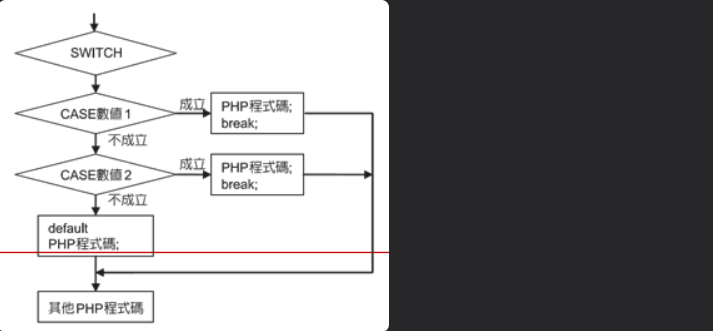 SWITCH
CASE數值1
成立
PHP程式碼;
break;
不成立
CASE數值2
成立
PHP程式碼;
break;
不成立
default
PHP程式碼;
其他PHP程式碼